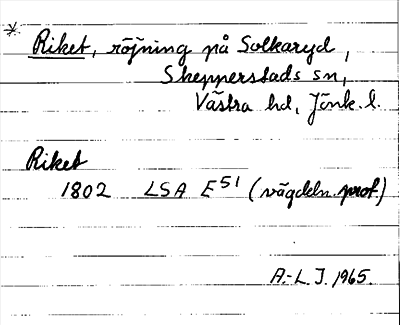 * Riket, röjning på Solkaryd,
Skepperstads sn,
Västra hd, Jönk. l.
Riket
1802 LSA E51 (vägdeln. prot.)
A.-L. J. 1965.